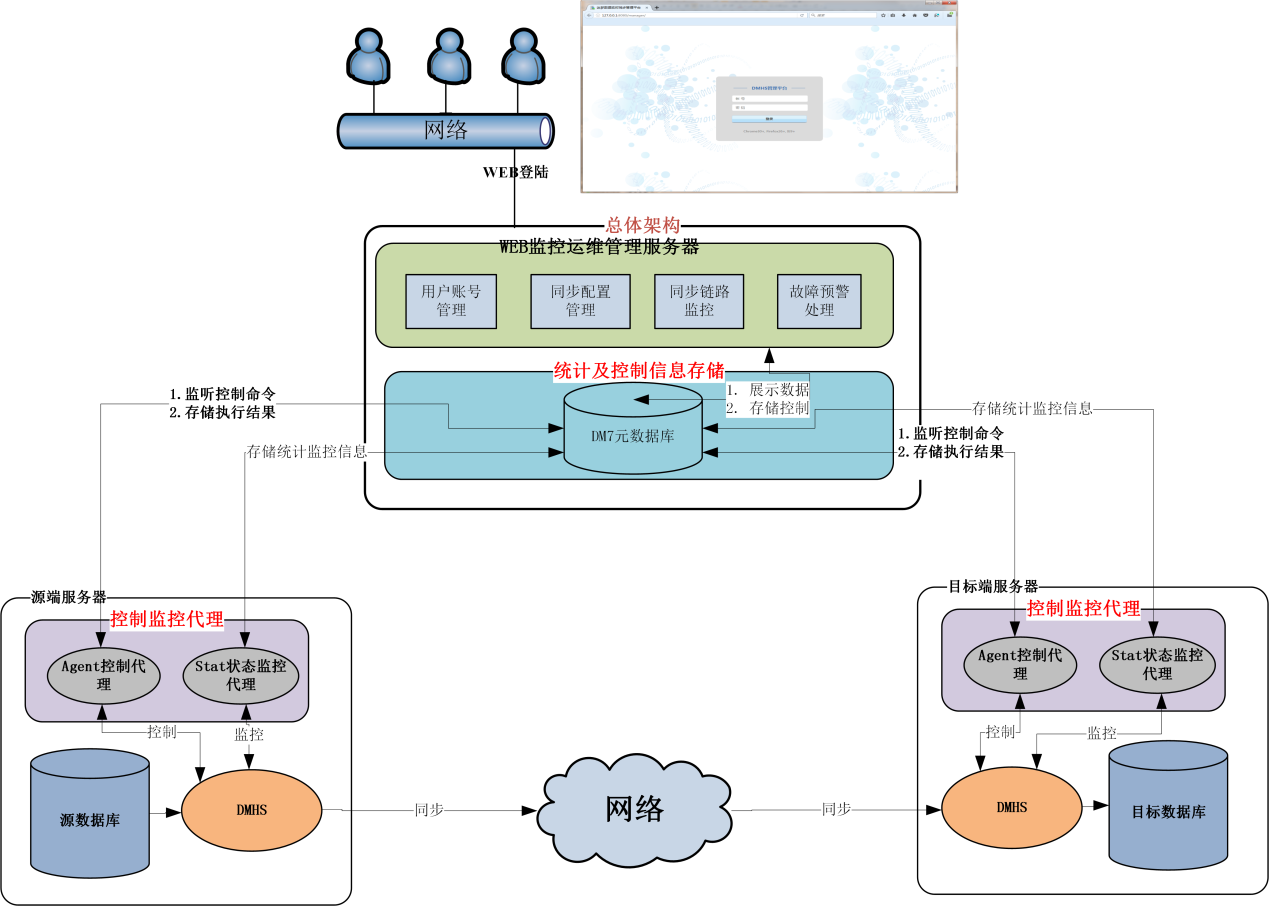 127.0.0.1
DMHS管理平台
网络
WEB登陆
总体架构
WEB监控运维管理服务器
用户账号
管理
同步配置
管理
同步链路
监控
故障预警
处理
统计及控制信息存储
1. 展示数据
2. 存储控制
DM7元数据库
1.监听控制命令
2.存储执行结果
存储统计监控信息
存储统计监控信息
1.监听控制命令
2.存储执行结果
源端服务器
控制监控代理
Agent控制代
理
Stat状态监控
代理
控制
监控
源数据库
DMHS
同步
网络
同步
目标端服务器
控制监控代理
Agent控制代
理
Stat状态监控
代理
控制
监控
DMHS
目标数据库